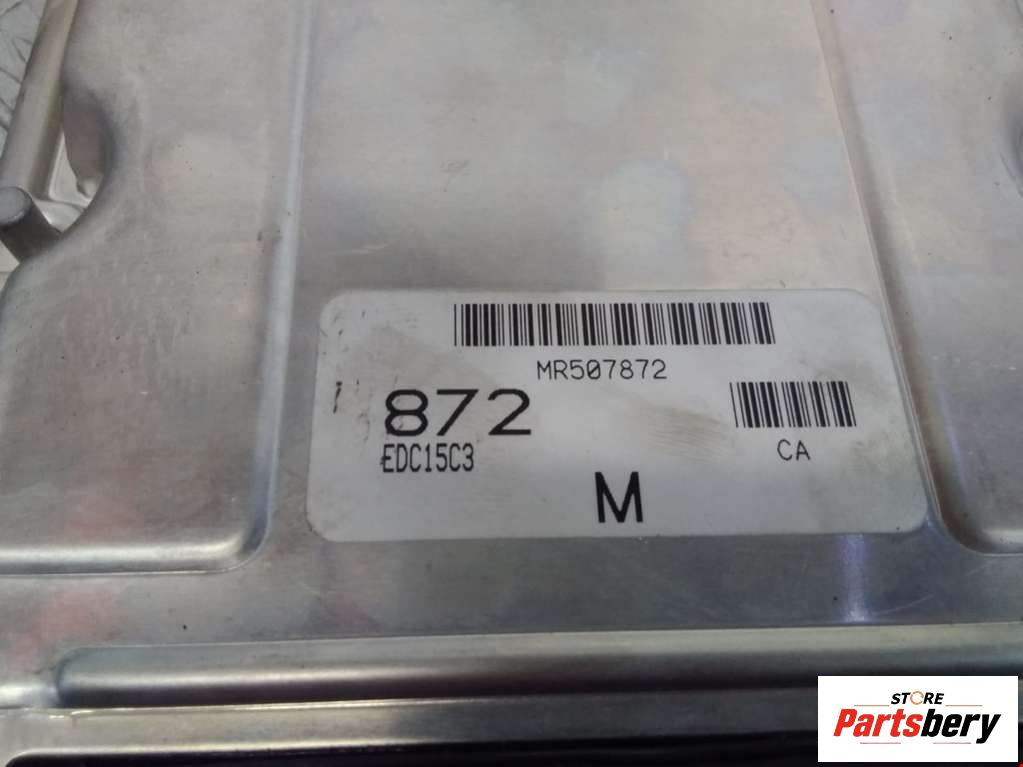 MR507872
872
EDC15C3
CA
M
STORE
Partsbery